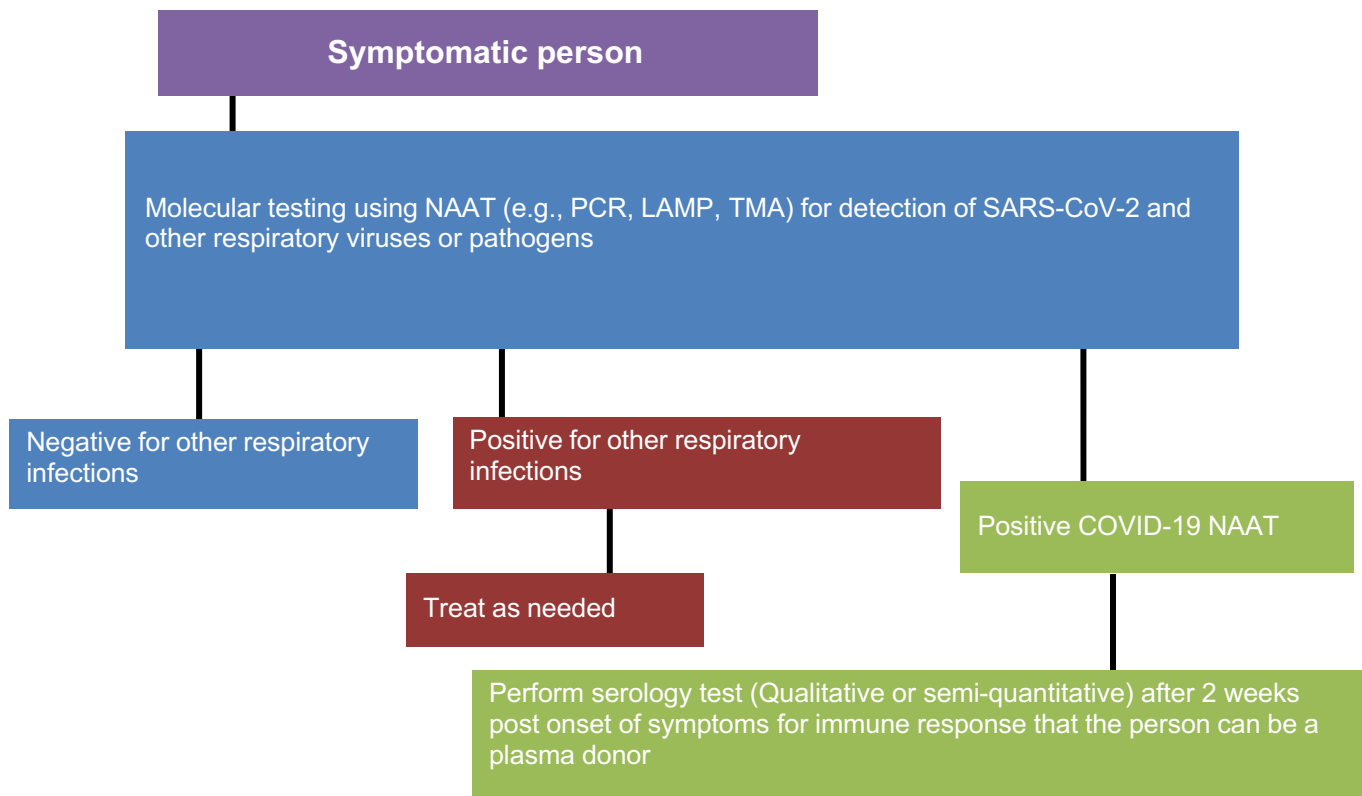 Symptomatic person
Molecular testing using NAAT (e.g., PCR, LAMP, TMA) for detection of SARS-CoV-2 and
other respiratory viruses or pathogens
Negative for other respiratory
infections
Positive for other respiratory
infections
Positive COVID-19 NAAT
Treat as needed
Perform serology test (Qualitative or semi-quantitative) after 2 weeks
post onset of symptoms for immune response that the person can be a
plasma donor